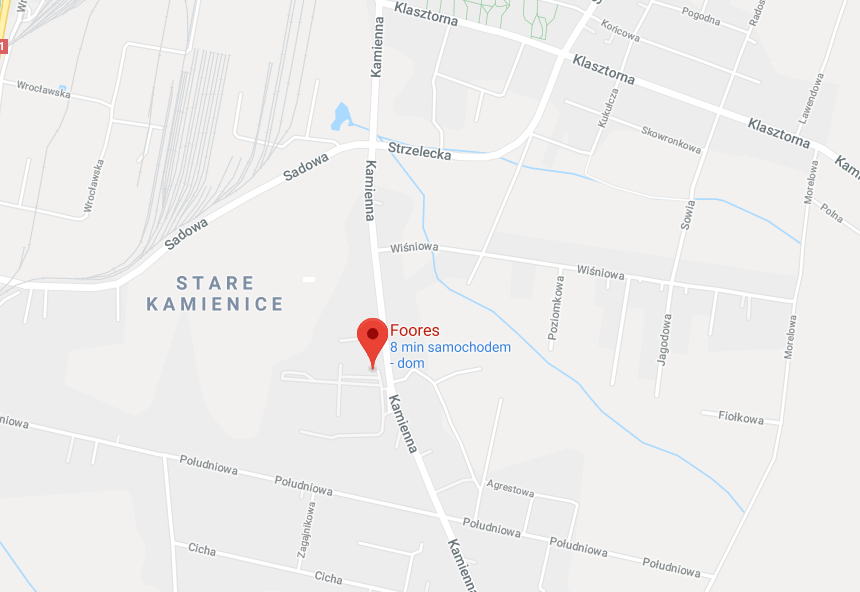 Klasztorna
Kamienna
Końcowa
Pogodna
Klasztorna
Wrocławska
Kukułcza
Lawendowa
Skowronkowa
Klasztorna
Strzelecka
Sadowa
Wrocławska
Kamienna
Morelowa
Polna
Sowia
Sadowa
Wiśniowa
Wiśniowa
STARE
KAMIENICE
Poziomkowa
Foores
8 min samochodem
- dom
Jagodowa
Morelowa
Kamienna
Fiołkowa
Południowa
Południowa
Agrestowa
Zagajnikowa
Południowa
Południowa
Południowa
Cicha
Cicha
Kamienna